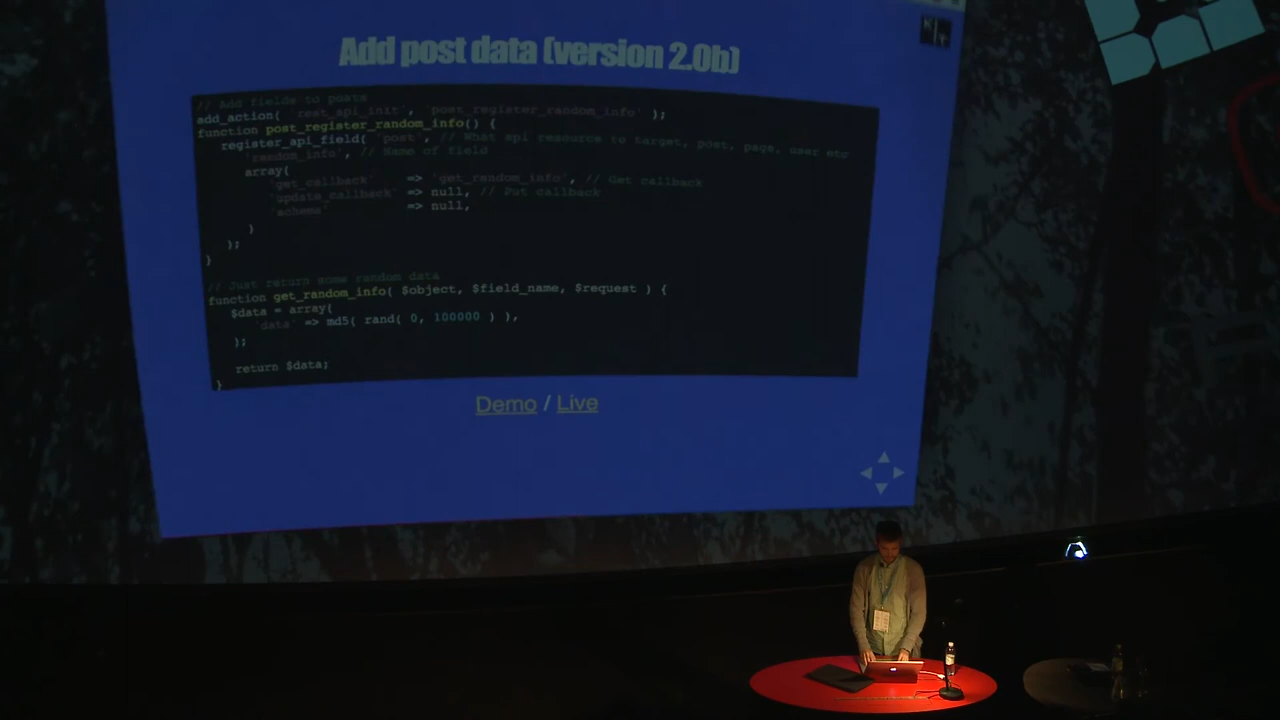 Add post data (version 2.0b)
// Add fields to posts
add_action( 'rest_api_init', 'post_register_random_info' );
function post_register_random_info() {
register_api_field( 'post', // What api resource to target, post, page, user etc
'random_info', // Name of field
array(
'get_callback' => 'get_random_info', // Get callback
'update_callback' => null, // Put callback
'schema' => null,
)
);
}
// Just return some random data
function get_random_info( $object, $field_name, $request ) {
$data = array(
'data' => md5( rand( 0, 100000 ) ),
);
return $data;
}
Demo / Live